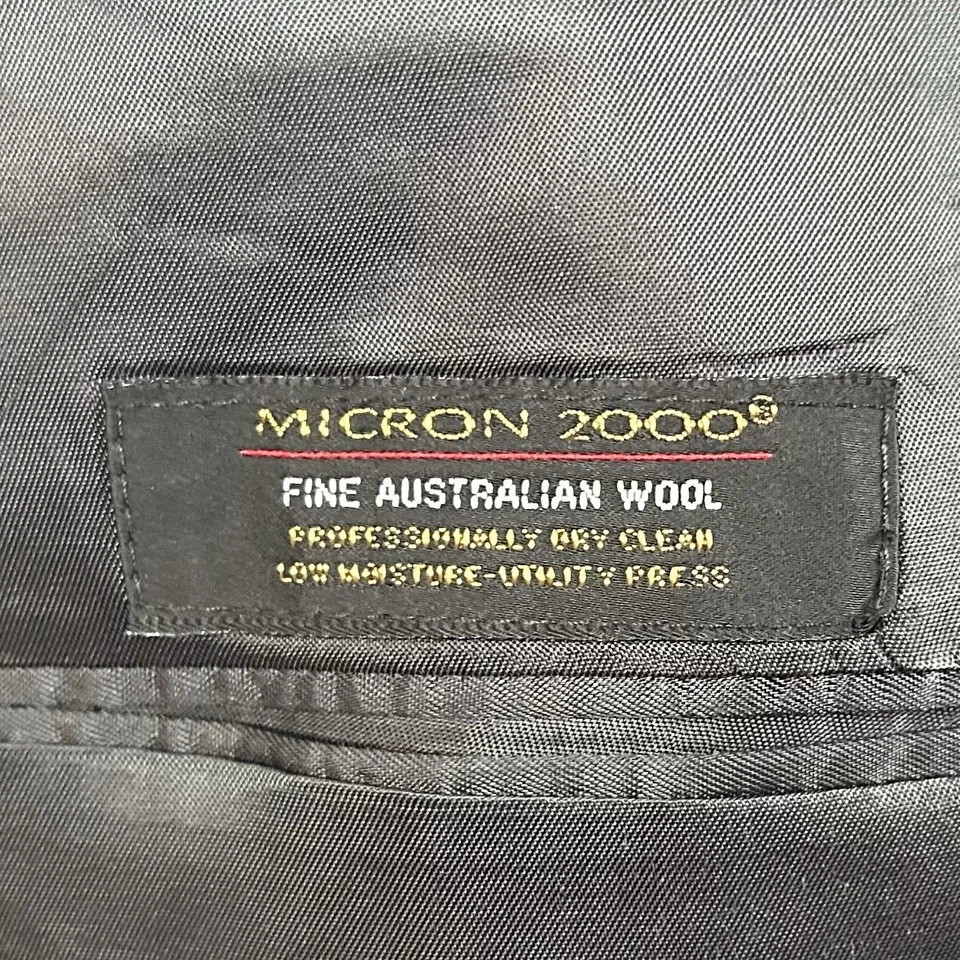 MICRON 2000®
FINE AUSTRALIAN WOOL
PROFESSIONALLY DRY CLEAN
LOW MOISTURE-UTILITY PRESS